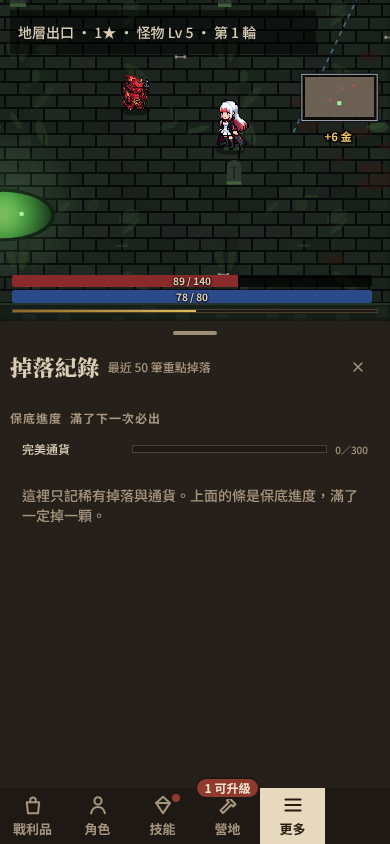 地層出口 · 1★ · 怪物 Lv 5 · 第 1 輪
+6 金
89 / 140
78 / 80
掉落紀錄 最近 50 筆重點掉落 ×
保底進度 滿了下一次必出
完美通貨 0／300
這裡只記稀有掉落與通貨。上面的條是保底進度，滿了
一定掉一顆。
1 可升級
戰利品 角色 技能 營地 更多